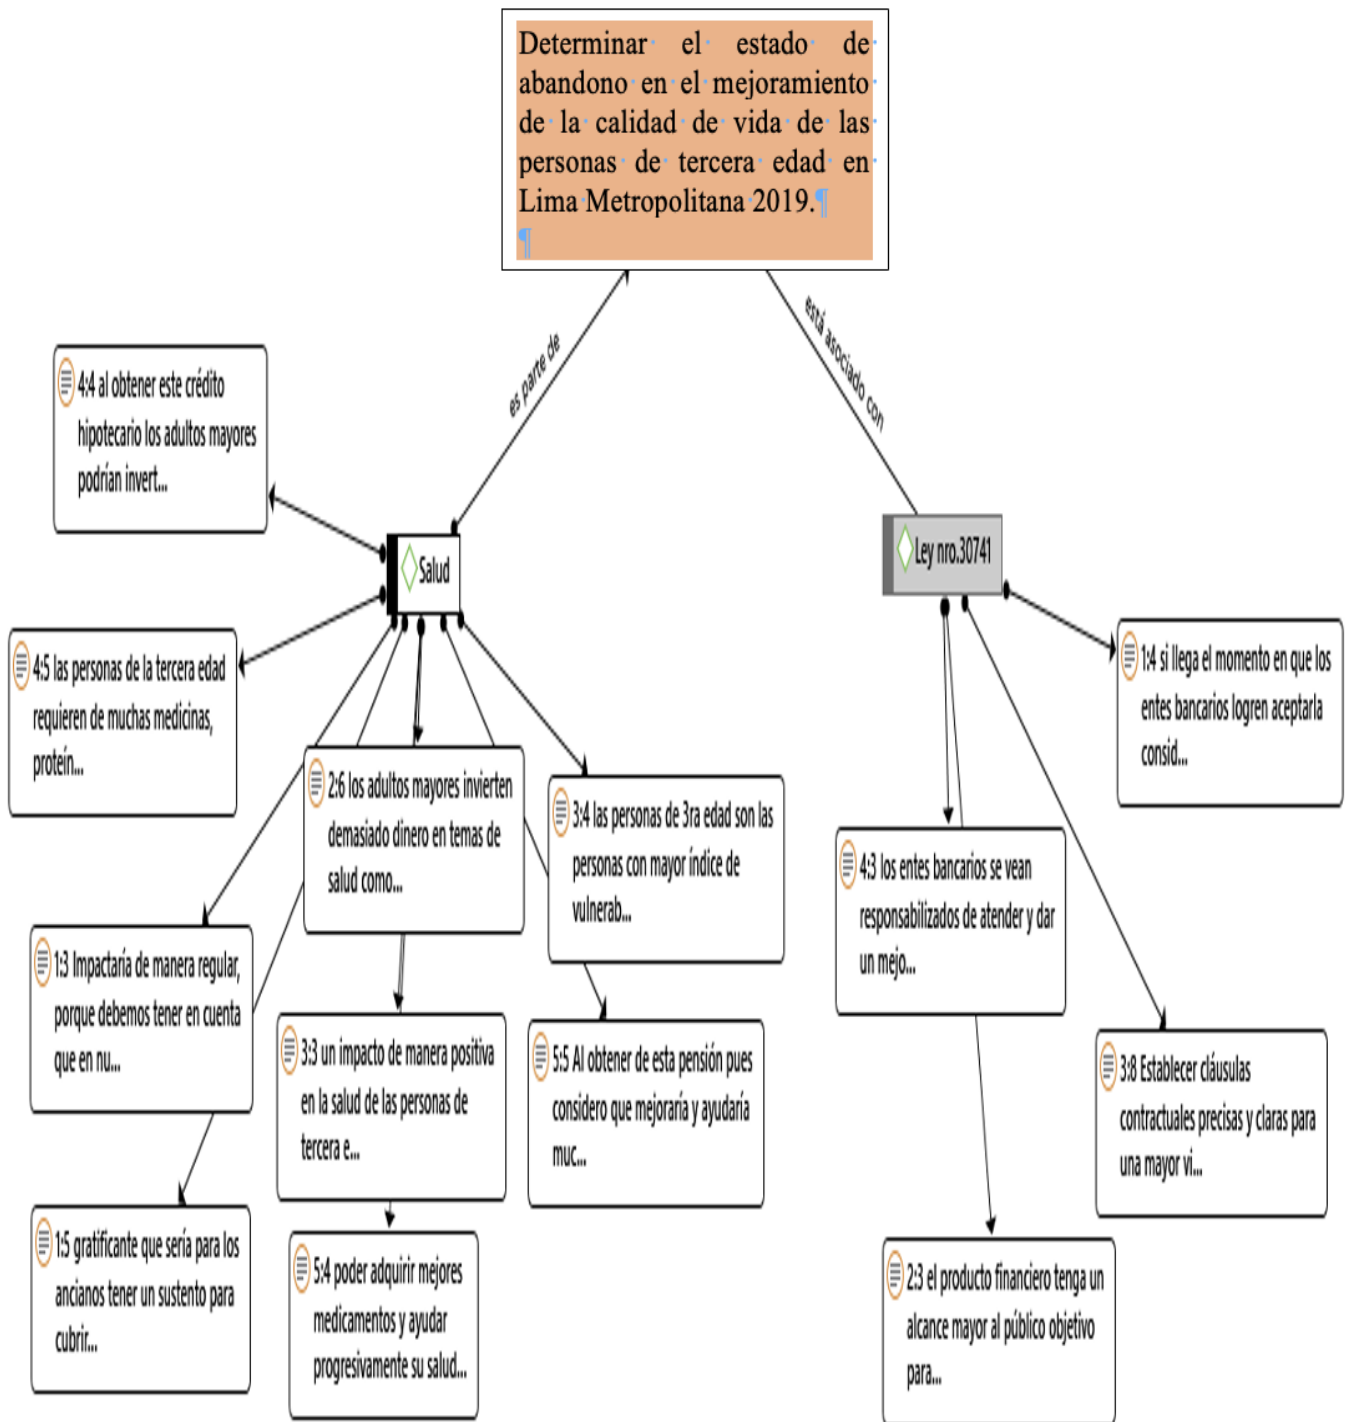 Determinar el estado de
abandono en el mejoramiento
de la calidad de vida de las
personas de tercera edad en
Lima Metropolitana 2019.¶
¶
es parte de
está asociado con
4:4 al obtener este crédito
hipotecario los adultos mayores
podrían invert...
Salud
Ley nro.30741
4:5 las personas de la tercera edad
requieren de muchas medicinas,
proteín...
1:4 si llega el momento en que los
entes bancarios logren aceptarla
consid...
2:6 los adultos mayores invierten
demasiado dinero en temas de
salud como...
3:4 las personas de 3ra edad son las
personas con mayor índice de
vulnerab...
4:3 los entes bancarios se vean
responsabilizados de atender y dar
un mejo...
1:3 Impactaría de manera regular,
porque debemos tener en cuenta
que en nu...
3:3 un impacto de manera positiva
en la salud de las personas de
tercera e...
5:5 Al obtener de esta pensión pues
considero que mejoraría y ayudaría
muc...
3:8 Establecer cláusulas
contractuales precisas y claras para
una mayor vi...
1:5 gratificante que sería para los
ancianos tener un sustento para
cubrir...
5:4 poder adquirir mejores
medicamentos y ayudar
progresivamente su salud...
2:3 el producto financiero tenga un
alcance mayor al público objetivo
para...